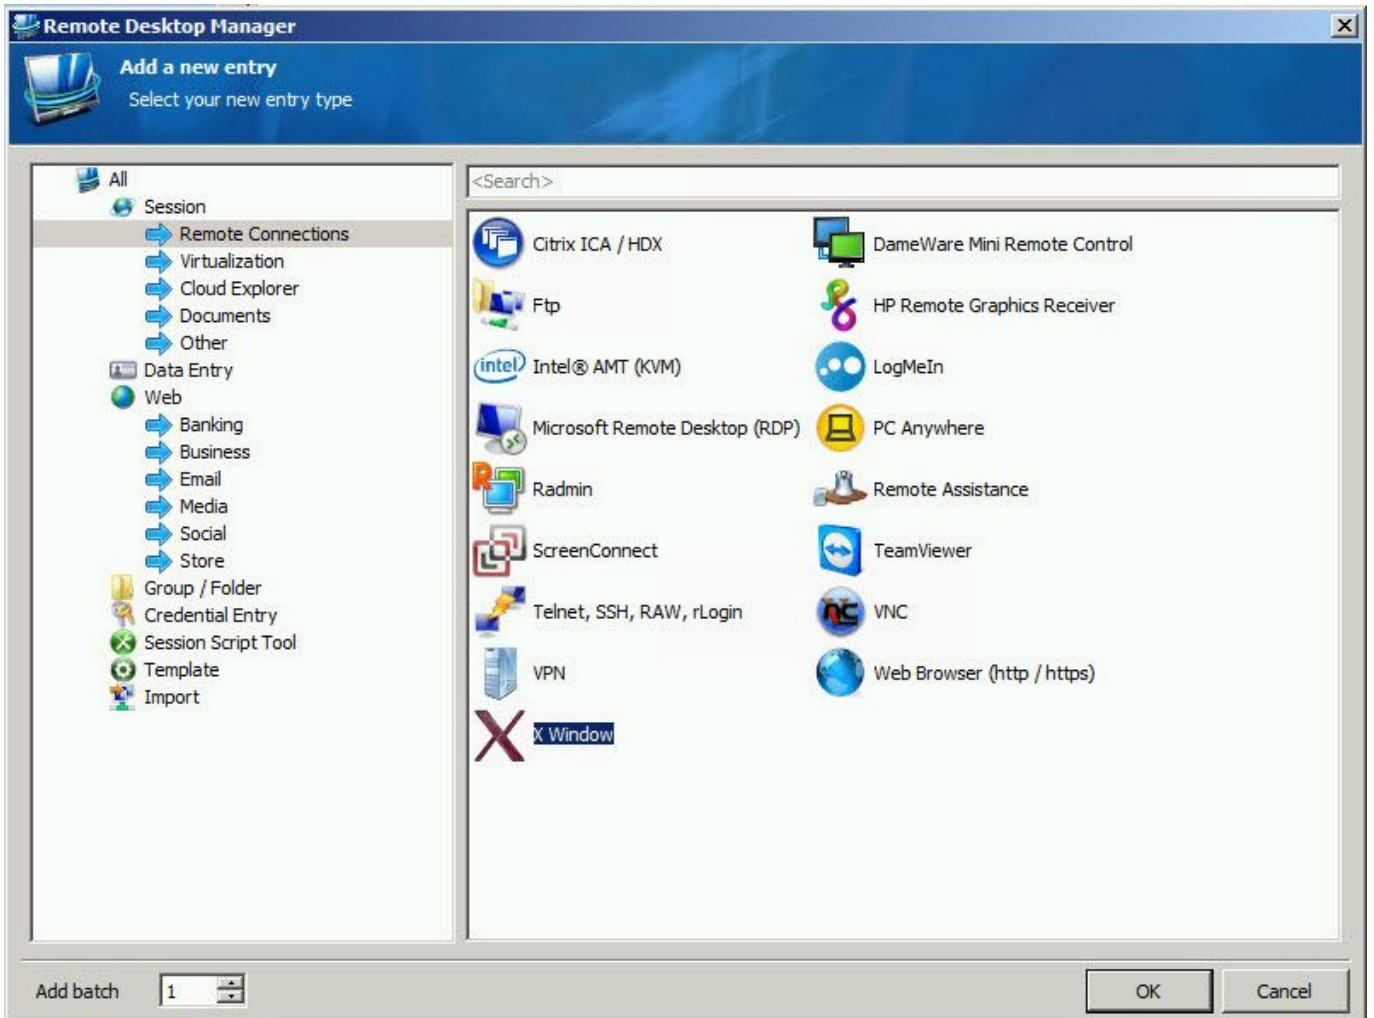 Remote Desktop Manager
Add a new entry
Select your new entry type
All
Session
Remote Connections
Virtualization
Cloud Explorer
Documents
Other
Data Entry
Web
Banking
Business
Email
Media
Social
Store
Group / Folder
Credential Entry
Session Script Tool
Template
Import
<Search>
Citrix ICA / HDX
DameWare Mini Remote Control
Ftp
HP Remote Graphics Receiver
intel Intel® AMT (KVM)
LogMeIn
Microsoft Remote Desktop (RDP)
PC Anywhere
R Radmin
Remote Assistance
ScreenConnect
TeamViewer
Telnet, SSH, RAW, rLogin
VNC
VPN
Web Browser (http / https)
X Window
Add batch 1
OK
Cancel